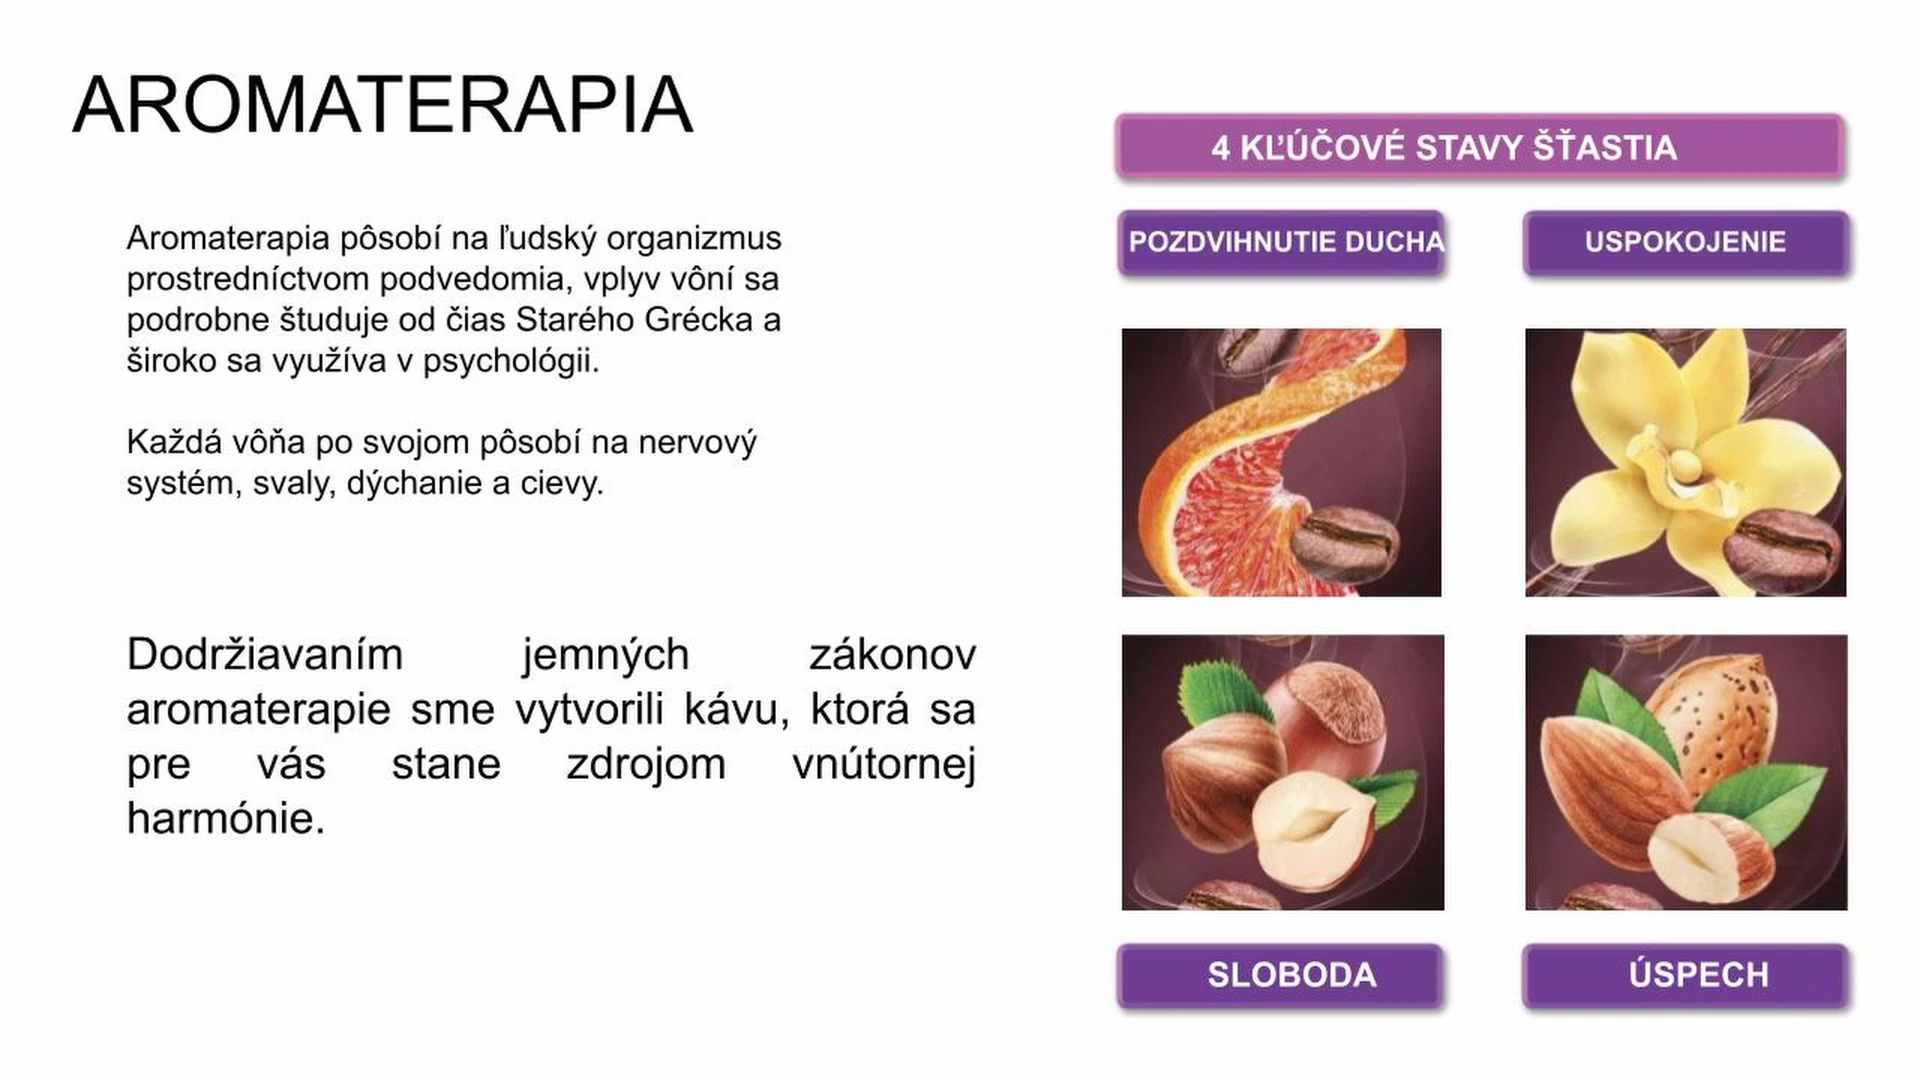 AROMATERAPIA
Aromaterapia pôsobí na ľudský organizmus
prostredníctvom podvedomia, vplyv vôní sa
podrobne študuje od čias Starého Grécka a
široko sa využíva v psychológii.
Každá vôňa po svojom pôsobí na nervový
systém, svaly, dýchanie a cievy.
Dodržiavaním jemných zákonov
aromaterapie sme vytvorili kávu, ktorá sa
pre vás stane zdrojom vnútornej
harmónie.
4 KĽÚČOVÉ STAVY ŠŤASTIA
POZDVIHNUTIE DUCHA
USPOKOJENIE
SLOBODA
ÚSPECH